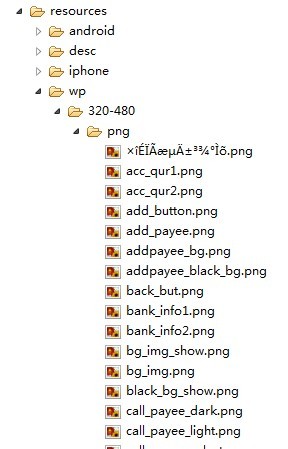 resources
android
desc
iphone
wp
320-480
png
×îÉÏÃæµÄ±³¾°Ìõ.png
acc_qur1.png
acc_qur2.png
add_button.png
add_payee.png
addpayee_bg.png
addpayee_black_bg.png
back_but.png
bank_info1.png
bank_info2.png
bg_img_show.png
bg_img.png
black_bg_show.png
call_payee_dark.png
call_payee_light.png